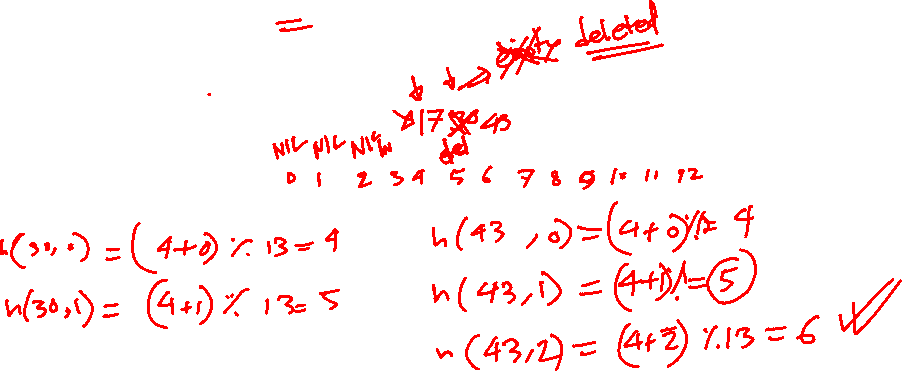 =
deleted
17 43
NIL NIL NIL
del
0 1 2 3 4 5 6 7 8 9 10 11 12
h(30,0) = (4+0) % 13 = 4
h(30,1) = (4+1) % 13 = 5
h(43,0) = (4+0)% = 4
h(43,1) = (4+1)% = 5
h(43,2) = (4+2) % 13 = 6